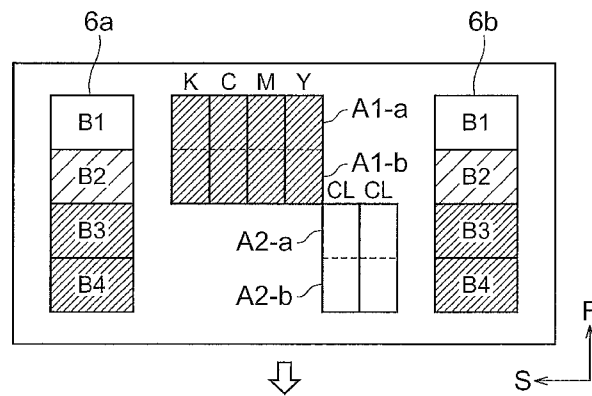 6a 6b
K C M Y
B1 A1-a B1
B2 A1-b B2
CL CL
B3 A2-a B3
B4 A2-b B4
F
S